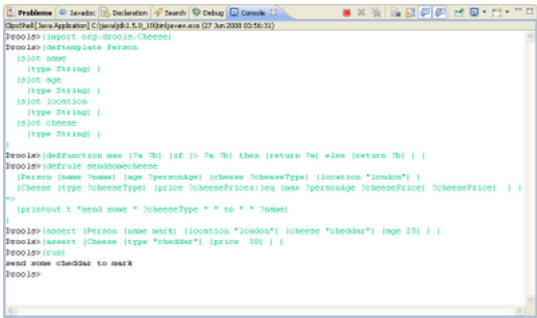 Problems Javadoc Declaration Search Debug Console
ClipsShell [Java Application] C:\java\jdk1.5.0_10\bin\javaw.exe (27 Jun 2008 03:56:31)
Drools> (import org.drools.Cheese)
Drools> (deftemplate Person
(slot name
(type String) )
(slot age
(type String) )
(slot location
(type String) )
(slot cheese
(type String) )
)
Drools> (deffunction max (?a ?b) (if (> ?a ?b) then (return ?a) else (return ?b) ) )
Drools> (defrule sendsomecheese
(Person (name ?name) (age ?personAge) (cheese ?cheeseType) (location "london") )
(Cheese (type ?cheeseType) (price ?cheesePrice&:(eq (max ?personAge ?cheesePrice) ?cheesePrice) ) )
=>
(printout t "send some " ?cheeseType " " to " " ?name)
)
Drools> (assert (Person (name mark) (location "london") (cheese "cheddar") (age 25) ) )
Drools> (assert (Cheese (type "cheddar") (price 30) ) )
Drools> (run)
send some cheddar to mark
Drools>